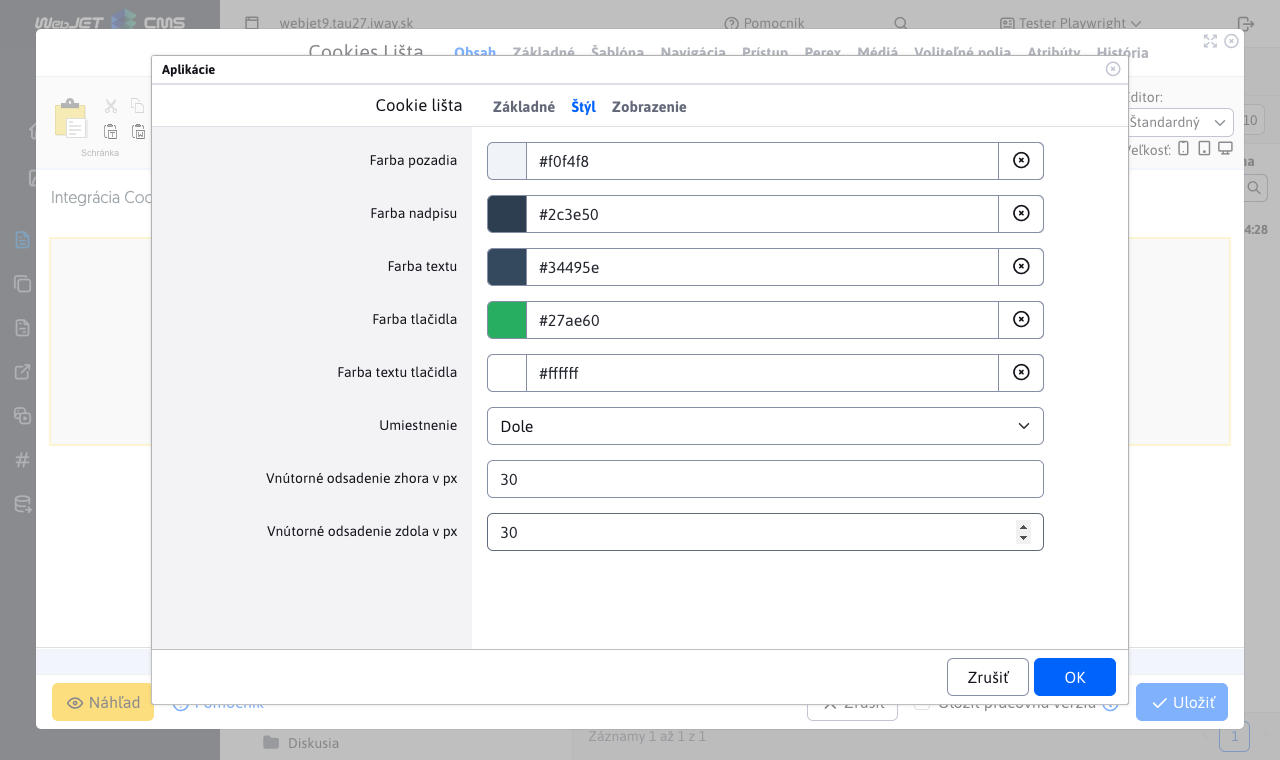 WebJET CMS
webjet9.tau27.iway.sk
Pomocník
Tester Playwright
Cookies Lišta
Obsah Základné Šablóna Navigácia Prístup Perex Médiá Voliteľné polia Atribúty História
Aplikácie
Cookie lišta
Základné Štýl Zobrazenie
Schránka
Editor:
Štandardný
10
Veľkosť:
Integrácia Coo
4:28
Farba pozadia
#f0f4f8
Farba nadpisu
#2c3e50
Farba textu
#34495e
Farba tlačidla
#27ae60
Farba textu tlačidla
#ffffff
Umiestnenie
Dole
Vnútorné odsadenie zhora v px
30
Vnútorné odsadenie zdola v px
30
Zrušiť
OK
Náhľad
Pomocník
Zrušiť
Uložiť pracovnú verziu
Uložiť
Diskusia
Záznamy 1 až 1 z 1
1